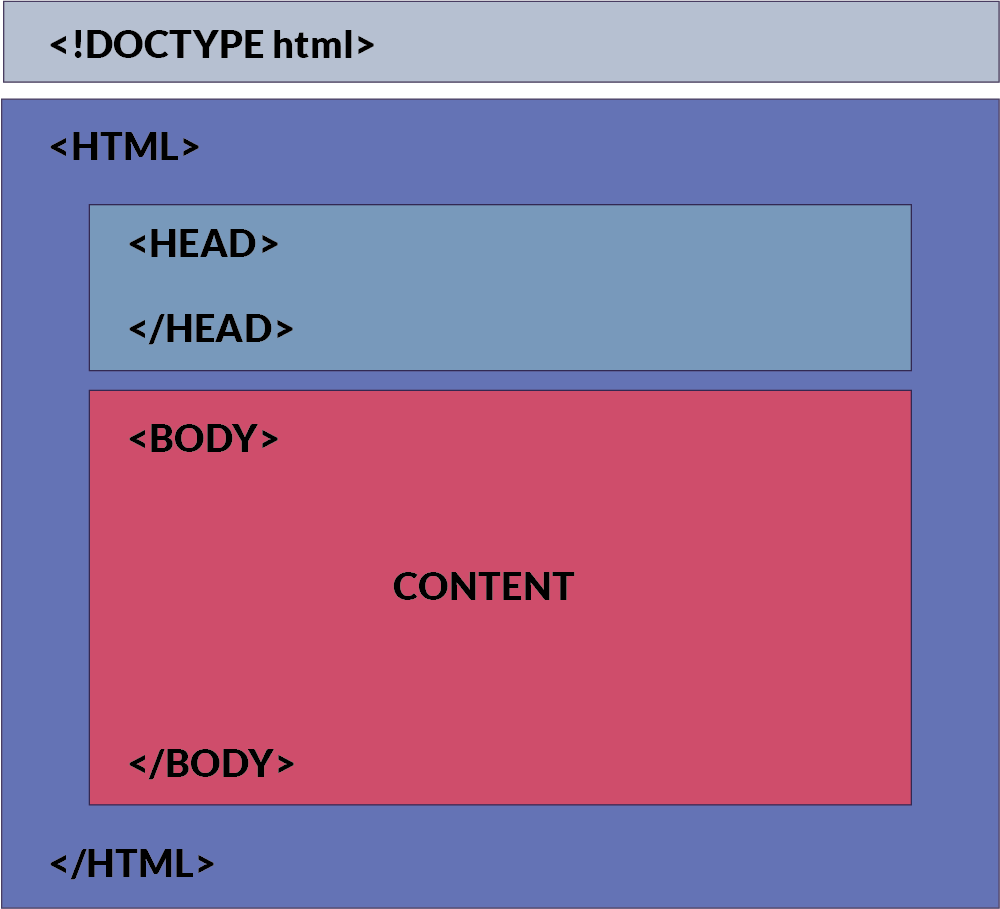 <!DOCTYPE html>
<HTML>
<HEAD>
</HEAD>
<BODY>
CONTENT
</BODY>
</HTML>